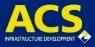 ACS
INFRASTRUCTURE DEVELOPMENT